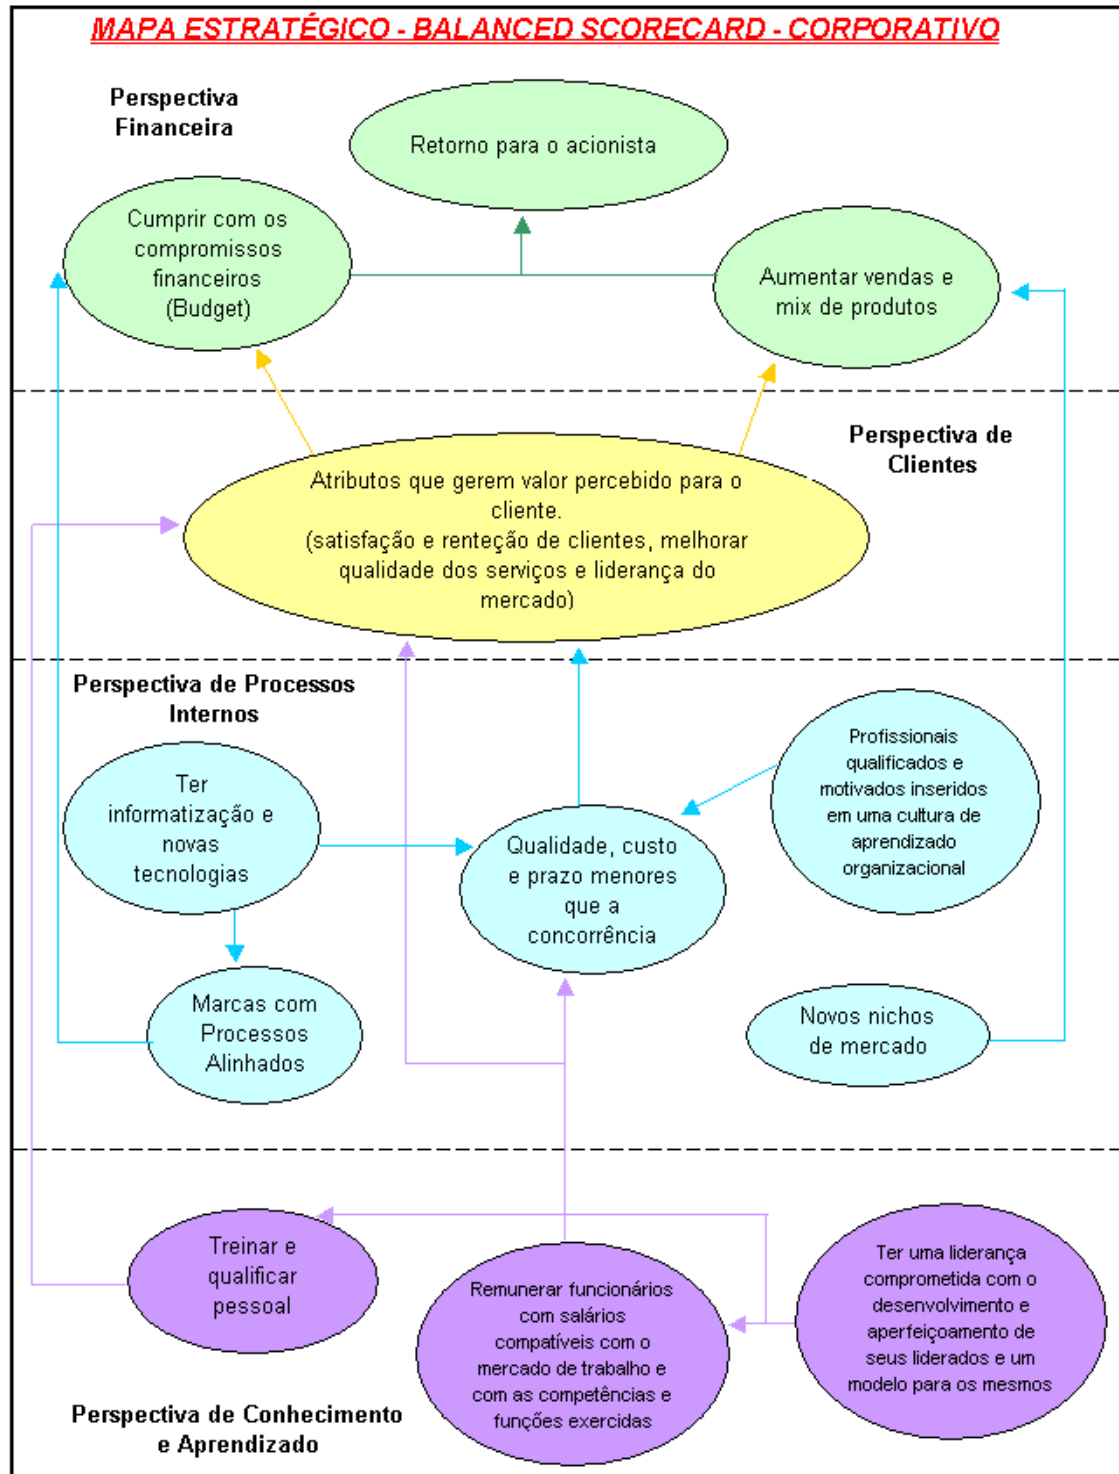 MAPA ESTRATÉGICO - BALANCED SCORECARD - CORPORATIVO
Perspectiva
Financeira
Retorno para o acionista
Cumprir com os
compromissos
financeiros
(Budget)
Aumentar vendas e
mix de produtos
Perspectiva de
Clientes
Atributos que gerem valor percebido para o
cliente.
(satisfação e renteção de clientes, melhorar
qualidade dos serviços e liderança do
mercado)
Perspectiva de Processos
Internos
Ter
informatização e
novas
tecnologias
Profissionais
qualificados e
motivados inseridos
em uma cultura de
aprendizado
organizacional
Qualidade, custo
e prazo menores
que a
concorrência
Marcas com
Processos
Alinhados
Novos nichos
de mercado
Treinar e
qualificar
pessoal
Remunerar funcionários
com salários
compatíveis com o
mercado de trabalho e
com as competências e
funções exercidas
Ter uma liderança
comprometida com o
desenvolvimento e
aperfeiçoamento de
seus liderados e um
modelo para os mesmos
Perspectiva de Conhecimento
e Aprendizado